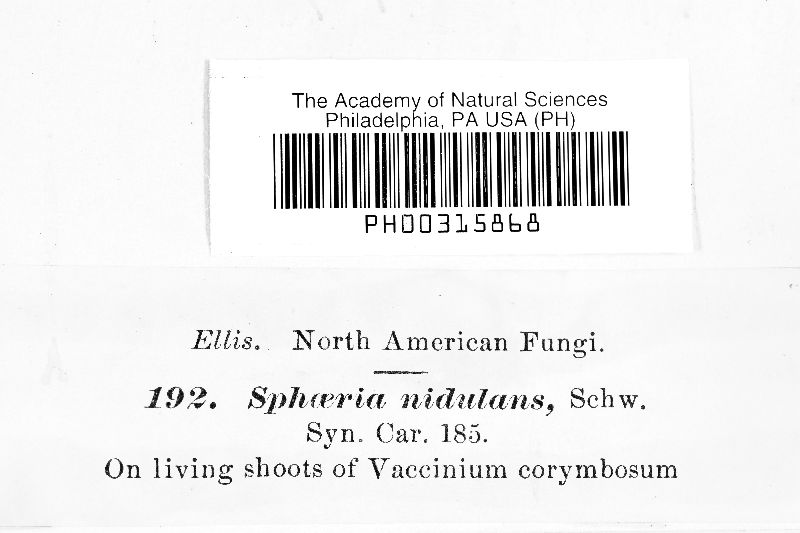 The Academy of Natural Sciences
Philadelphia, PA USA (PH)
PH00315868
Ellis. North American Fungi.
192. Sphæria nidulans, Schw.
Syn. Car. 185.
On living shoots of Vaccinium corymbosum